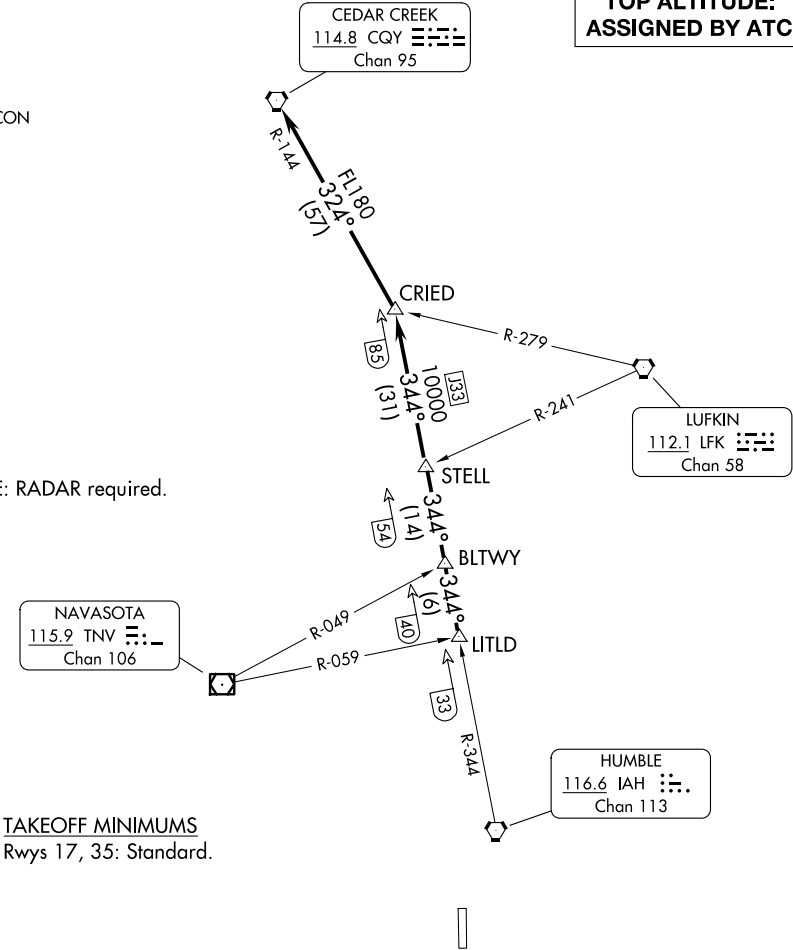 TOP ALTITUDE:
ASSIGNED BY ATC
CEDAR CREEK
114.8 CQY
Chan 95
CON
R-144
FL180
324°
(57)
CRIED
R-279
85
10000
344°
(31)
J33
R-241
LUFKIN
112.1 LFK
Chan 58
STELL
E: RADAR required.
54
344°
(14)
BLTWY
344°
(6)
40
NAVASOTA
115.9 TNV
Chan 106
R-049
R-059
LITLD
33
R-344
HUMBLE
116.6 IAH
Chan 113
TAKEOFF MINIMUMS
Rwys 17, 35: Standard.